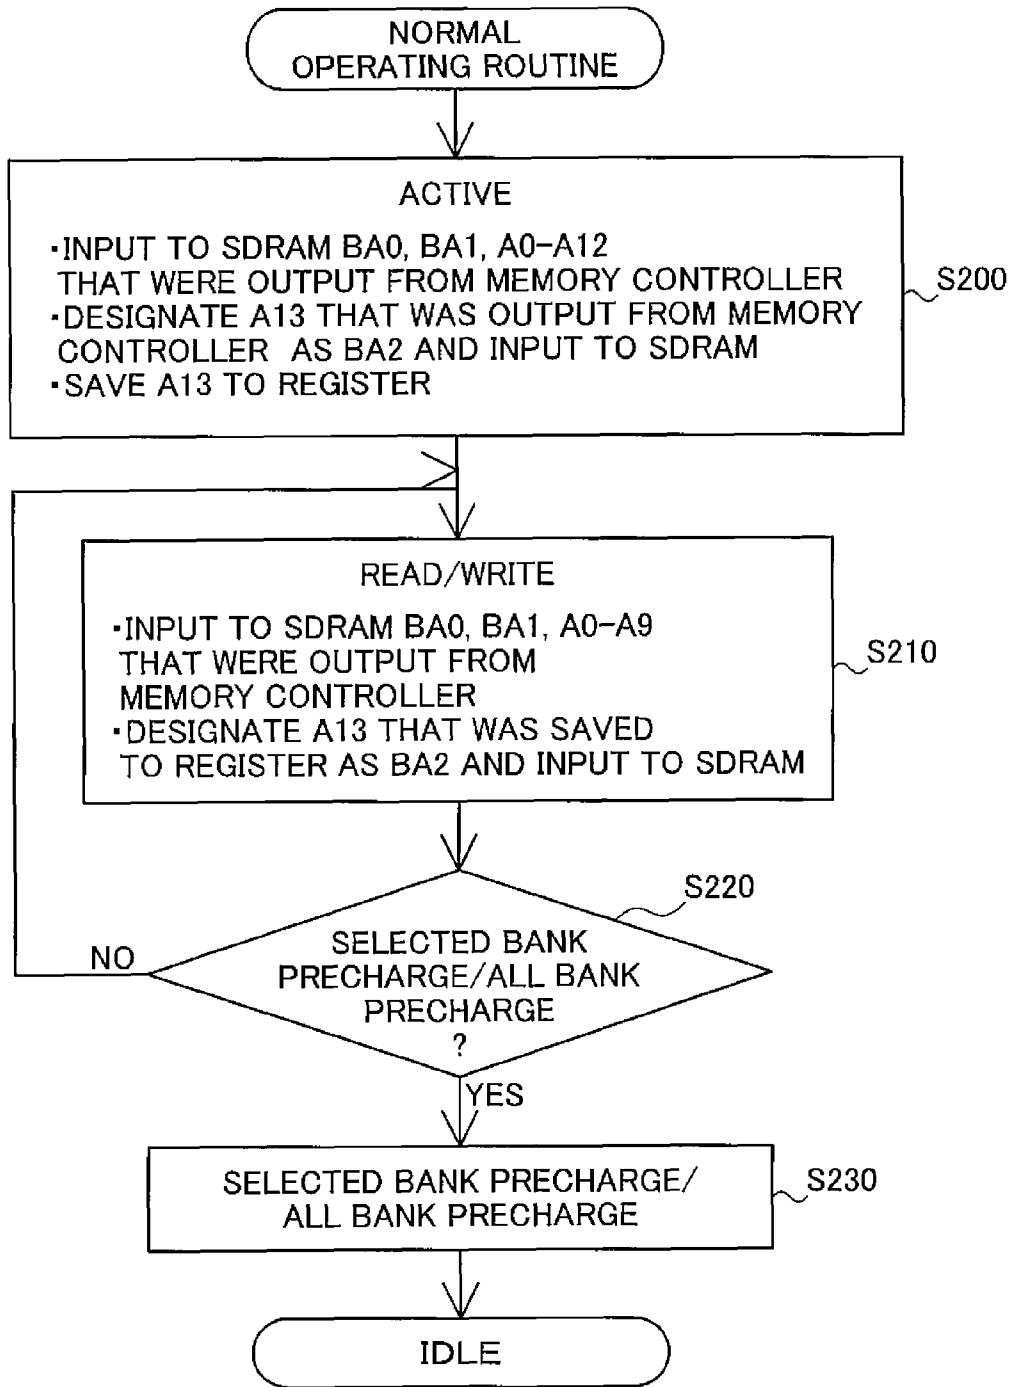 NORMAL
OPERATING ROUTINE
ACTIVE
･INPUT TO SDRAM BA0, BA1, A0-A12
THAT WERE OUTPUT FROM MEMORY CONTROLLER
･DESIGNATE A13 THAT WAS OUTPUT FROM MEMORY
CONTROLLER AS BA2 AND INPUT TO SDRAM
･SAVE A13 TO REGISTER
S200
READ/WRITE
･INPUT TO SDRAM BA0, BA1, A0-A9
THAT WERE OUTPUT FROM
MEMORY CONTROLLER
･DESIGNATE A13 THAT WAS SAVED
TO REGISTER AS BA2 AND INPUT TO SDRAM
S210
S220
SELECTED BANK
PRECHARGE/ALL BANK
PRECHARGE
?
NO
YES
SELECTED BANK PRECHARGE/
ALL BANK PRECHARGE
S230
IDLE